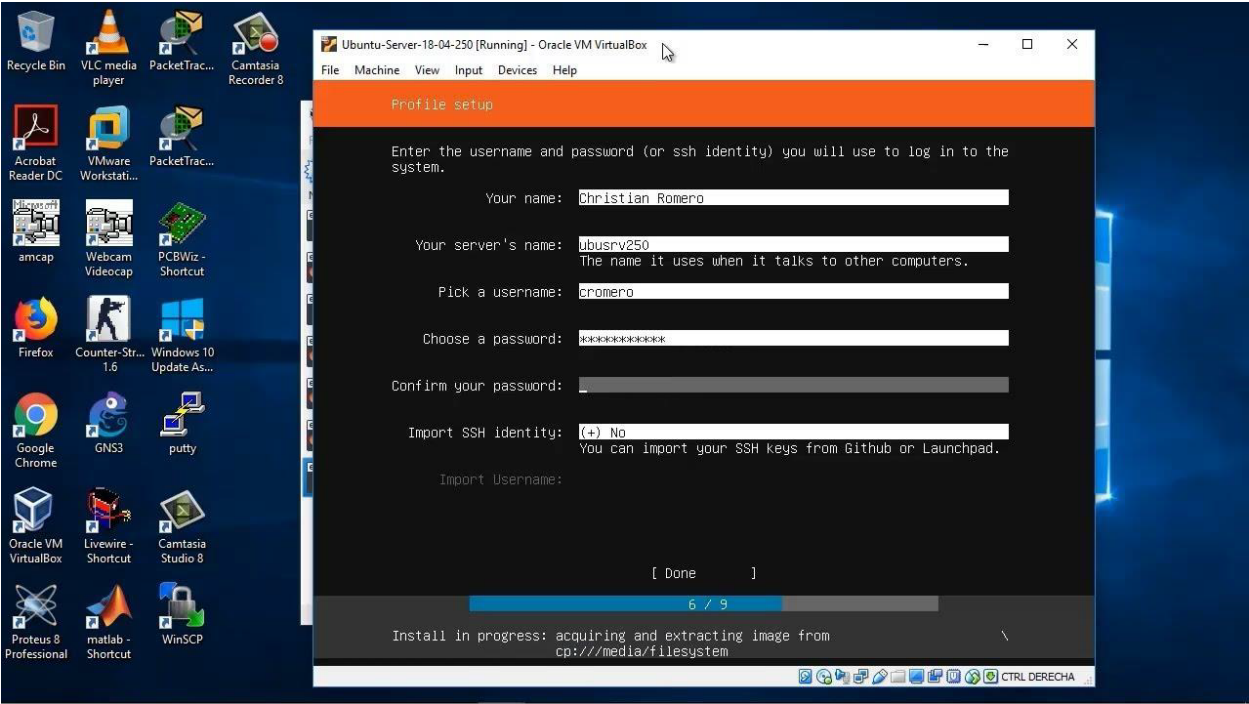 Recycle Bin
VLC media
player
PacketTrac...
Camtasia
Recorder 8
Acrobat
Reader DC
VMware
Workstati...
PacketTrac...
Microsoft
amcap
Webcam
Videocap
PCBWiz -
Shortcut
Firefox
Counter-Str...
1.6
Windows 10
Update As...
Google
Chrome
GNS3
putty
Oracle VM
VirtualBox
Livewire -
Shortcut
Camtasia
Studio 8
Proteus 8
Professional
matlab -
Shortcut
WinSCP
Ubuntu-Server-18-04-250 [Running] - Oracle VM VirtualBox
File Machine View Input Devices Help
Profile setup
Enter the username and password (or ssh identity) you will use to log in to the
system.
Your name: Christian Romero
Your server's name: ubusrv250
The name it uses when it talks to other computers.
Pick a username: cromero
Choose a password: ***********
Confirm your password: _
Import SSH identity: (+) No
You can import your SSH keys from Github or Launchpad.
Import Username:
[ Done ]
6 / 9
Install in progress: acquiring and extracting image from \
cp:///media/filesystem
CTRL DERECHA